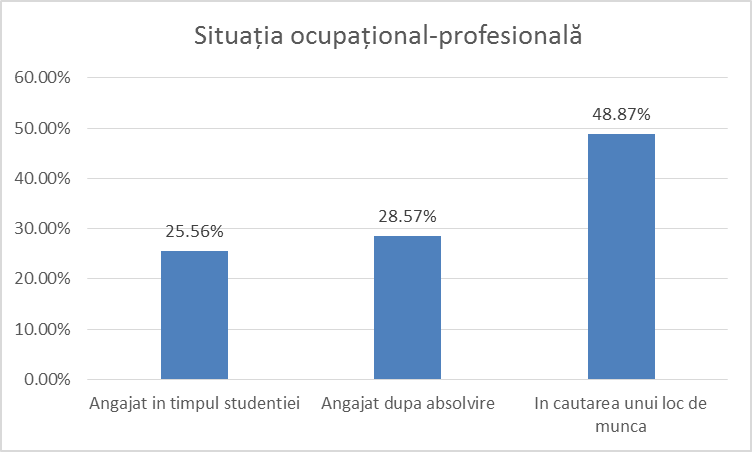 Situația ocupațional-profesională
60.00%
50.00%
40.00%
30.00%
20.00%
10.00%
0.00%
25.56%
28.57%
48.87%
Angajat in timpul studentiei
Angajat dupa absolvire
In cautarea unui loc de
munca